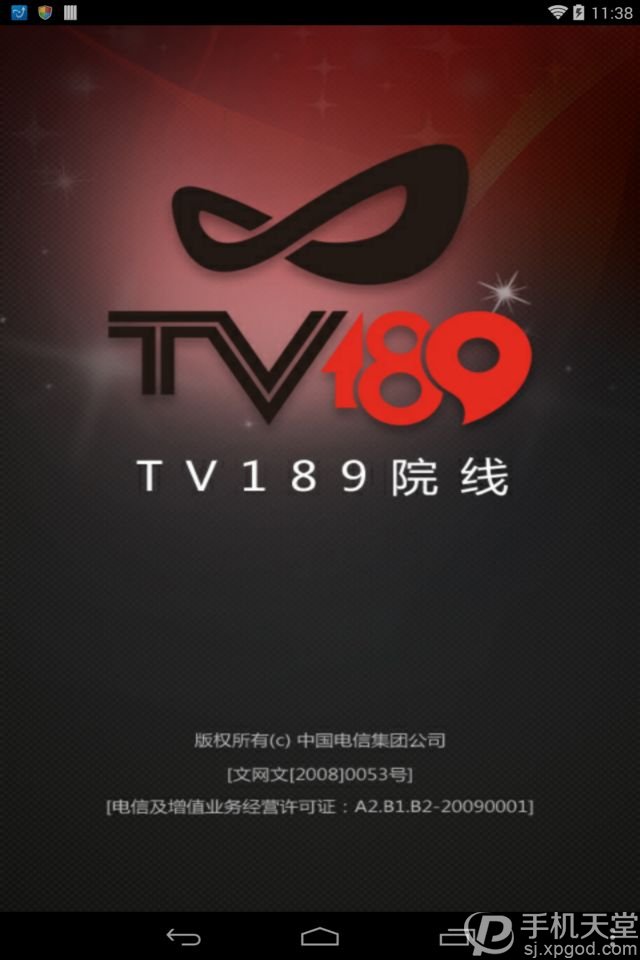 11:38
TV189
TV189院线
版权所有(c) 中国电信集团公司
[文网文[2008]0053号]
[电信及增值业务经营许可证：A2.B1.B2-20090001]
手机天堂
sj.xpgod.com